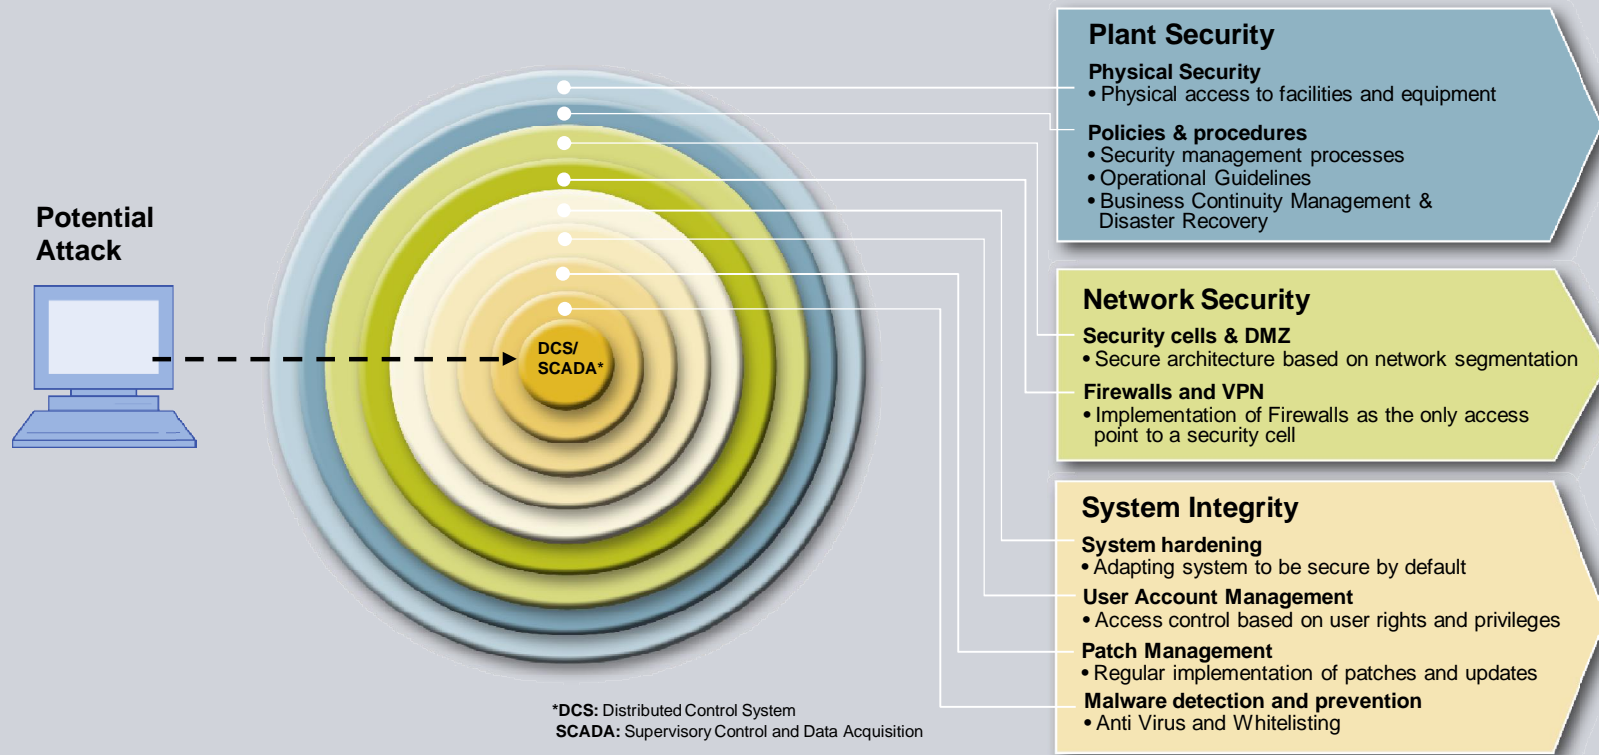 Potential
Attack
DCS/
SCADA*
*DCS: Distributed Control System
SCADA: Supervisory Control and Data Acquisition
Plant Security
Physical Security
• Physical access to facilities and equipment
Policies & procedures
• Security management processes
• Operational Guidelines
• Business Continuity Management &
Disaster Recovery
Network Security
Security cells & DMZ
• Secure architecture based on network segmentation
Firewalls and VPN
• Implementation of Firewalls as the only access
point to a security cell
System Integrity
System hardening
• Adapting system to be secure by default
User Account Management
• Access control based on user rights and privileges
Patch Management
• Regular implementation of patches and updates
Malware detection and prevention
• Anti Virus and Whitelisting